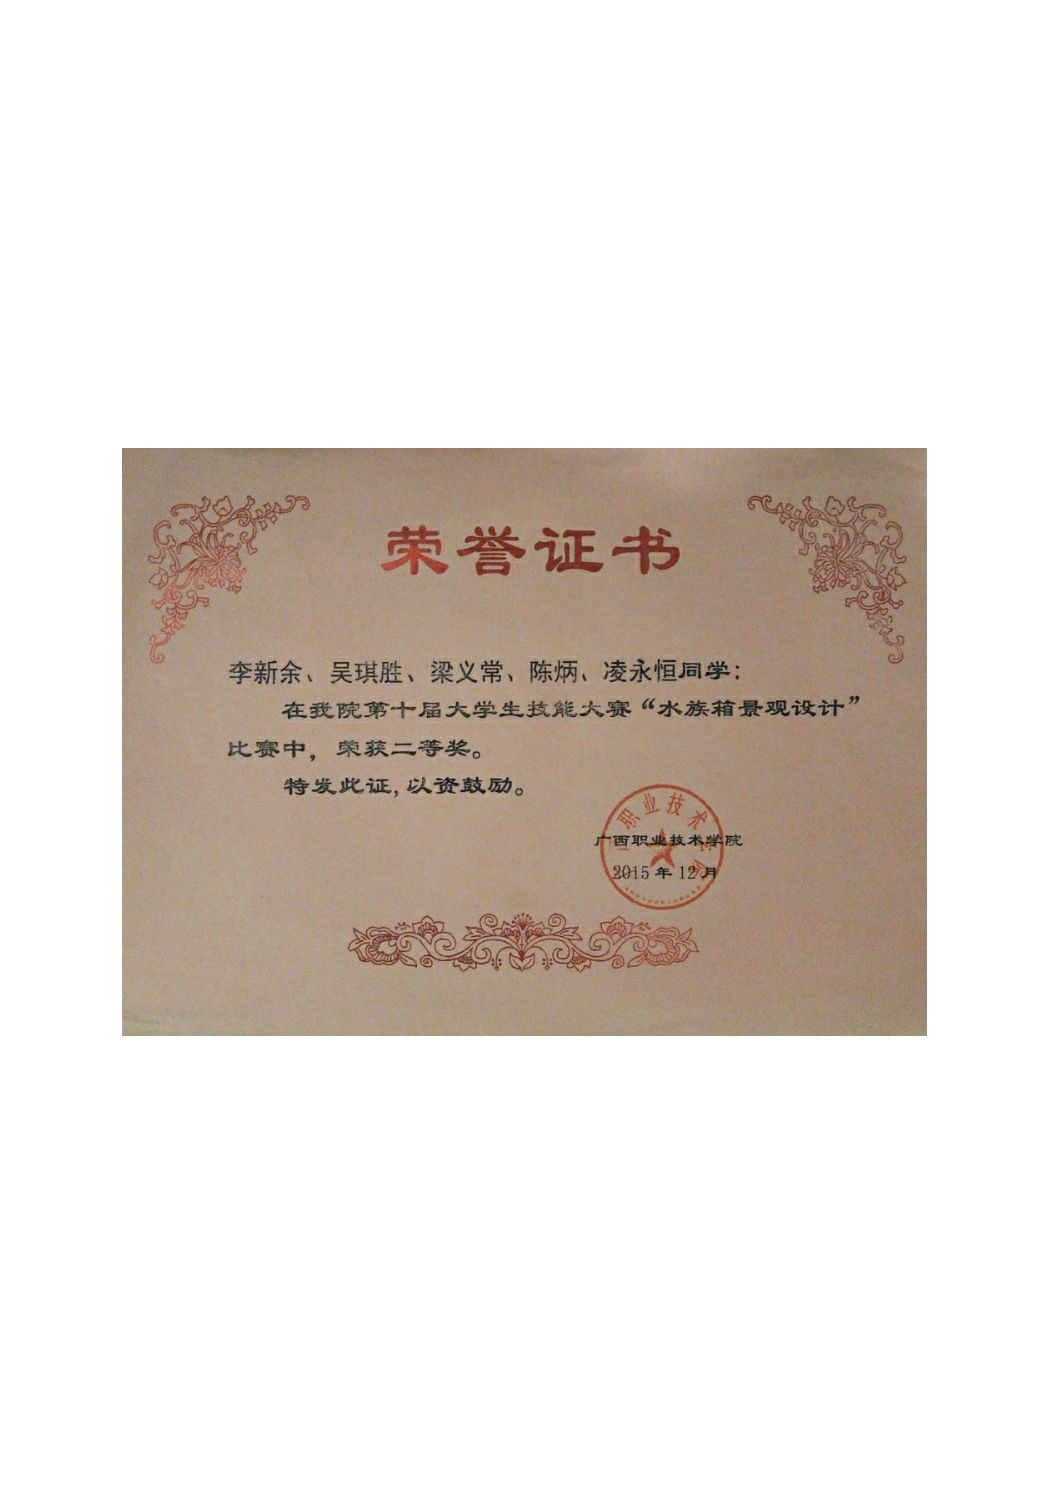 荣誉证书
李新余、吴琪胜、梁义常、陈炳、凌永恒同学：
在我院第十届大学生技能大赛“水族箱景观设计”
比赛中，荣获二等奖。
特发此证，以资鼓励。
职业技术
广西职业技术学院
2015年12月